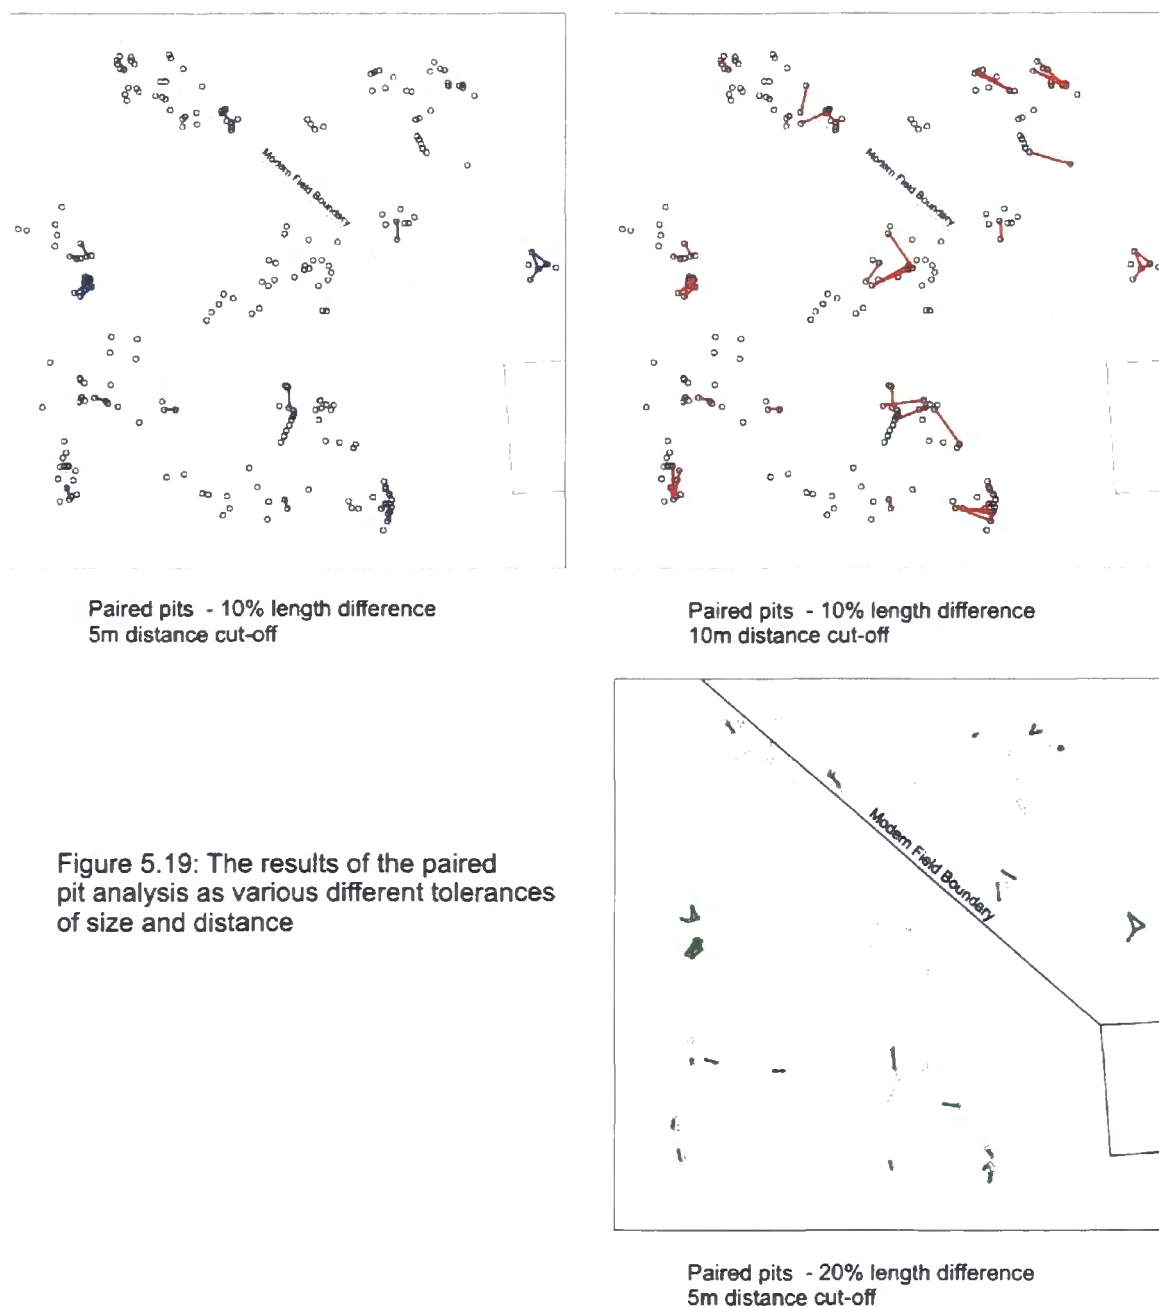 Modern Field Boundary
Modern Field Boundary
Paired pits - 10% length difference
5m distance cut-off
Paired pits - 10% length difference
10m distance cut-off
Modern Field Boundary
Figure 5.19: The results of the paired
pit analysis as various different tolerances
of size and distance
Paired pits - 20% length difference
5m distance cut-off